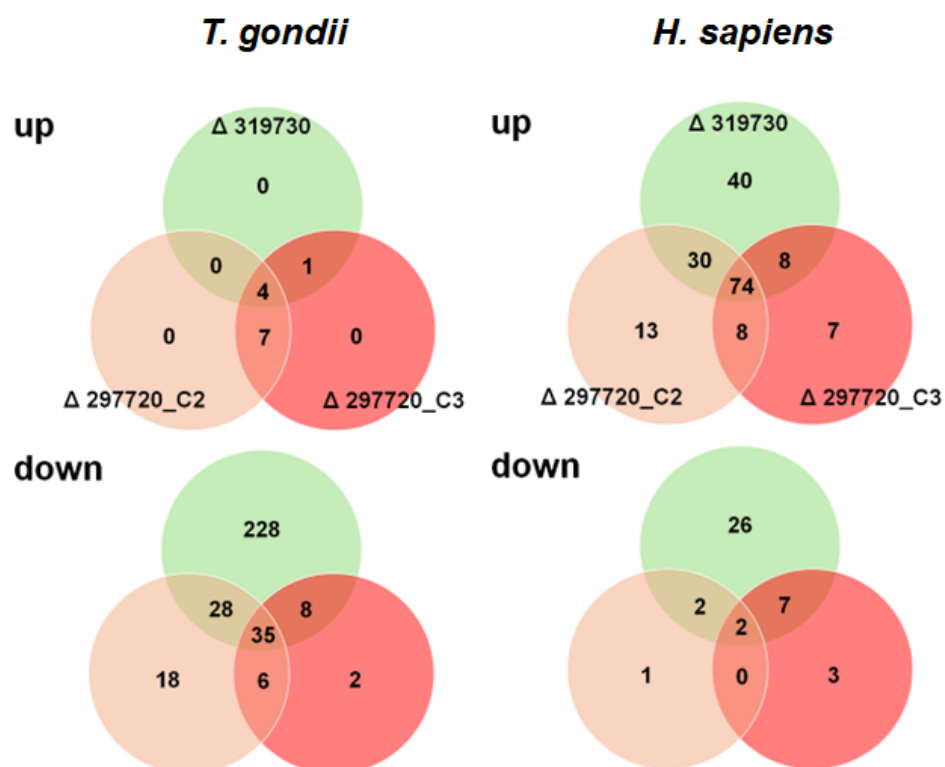 T. gondii H. sapiens
up up
Δ 319730 Δ 319730
0 40
0 1 30 8
4 74
0 7 0 13 8 7
Δ 297720_C2 Δ 297720_C3 Δ 297720_C2 Δ 297720_C3
down down
228 26
28 8 2 7
35 2
18 6 2 1 0 3